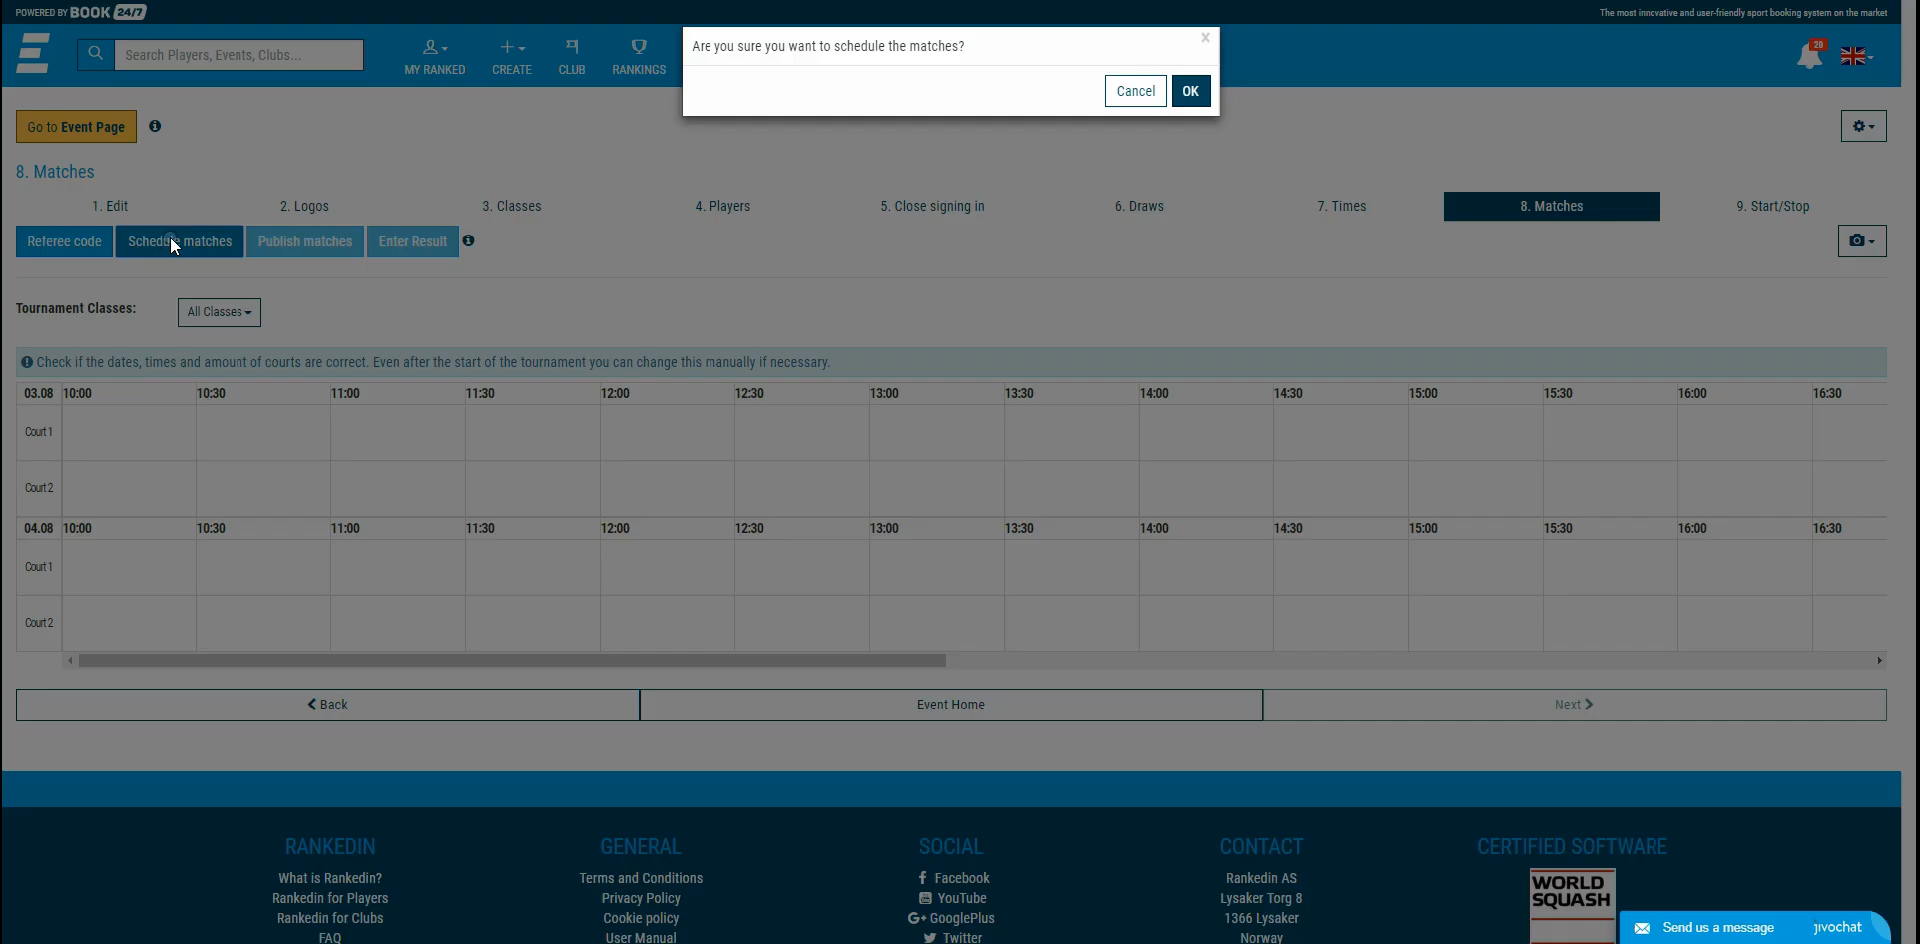 POWERED BY BOOK 24/7
The most innovative and user-friendly sport booking system on the market
Search Players, Events, Clubs...
MY RANKED
CREATE
CLUB
RANKINGS
20
Are you sure you want to schedule the matches?
×
Cancel
OK
Go to Event Page
8. Matches
1. Edit
2. Logos
3. Classes
4. Players
5. Close signing in
6. Draws
7. Times
8. Matches
9. Start/Stop
Referee code
Schedule matches
Publish matches
Enter Result
Tournament Classes:
All Classes
Check if the dates, times and amount of courts are correct. Even after the start of the tournament you can change this manually if necessary.
03.08 10:00 10:30 11:00 11:30 12:00 12:30 13:00 13:30 14:00 14:30 15:00 15:30 16:00 16:30
Court 1
Court 2
04.08 10:00 10:30 11:00 11:30 12:00 12:30 13:00 13:30 14:00 14:30 15:00 15:30 16:00 16:30
Court 1
Court 2
Back
Event Home
Next
RANKEDIN
What is Rankedin?
Rankedin for Players
Rankedin for Clubs
FAQ
GENERAL
Terms and Conditions
Privacy Policy
Cookie policy
User Manual
SOCIAL
Facebook
YouTube
GooglePlus
Twitter
CONTACT
Rankedin AS
Lysaker Torg 8
1366 Lysaker
Norway
CERTIFIED SOFTWARE
WORLD
SQUASH
Send us a message
jivochat